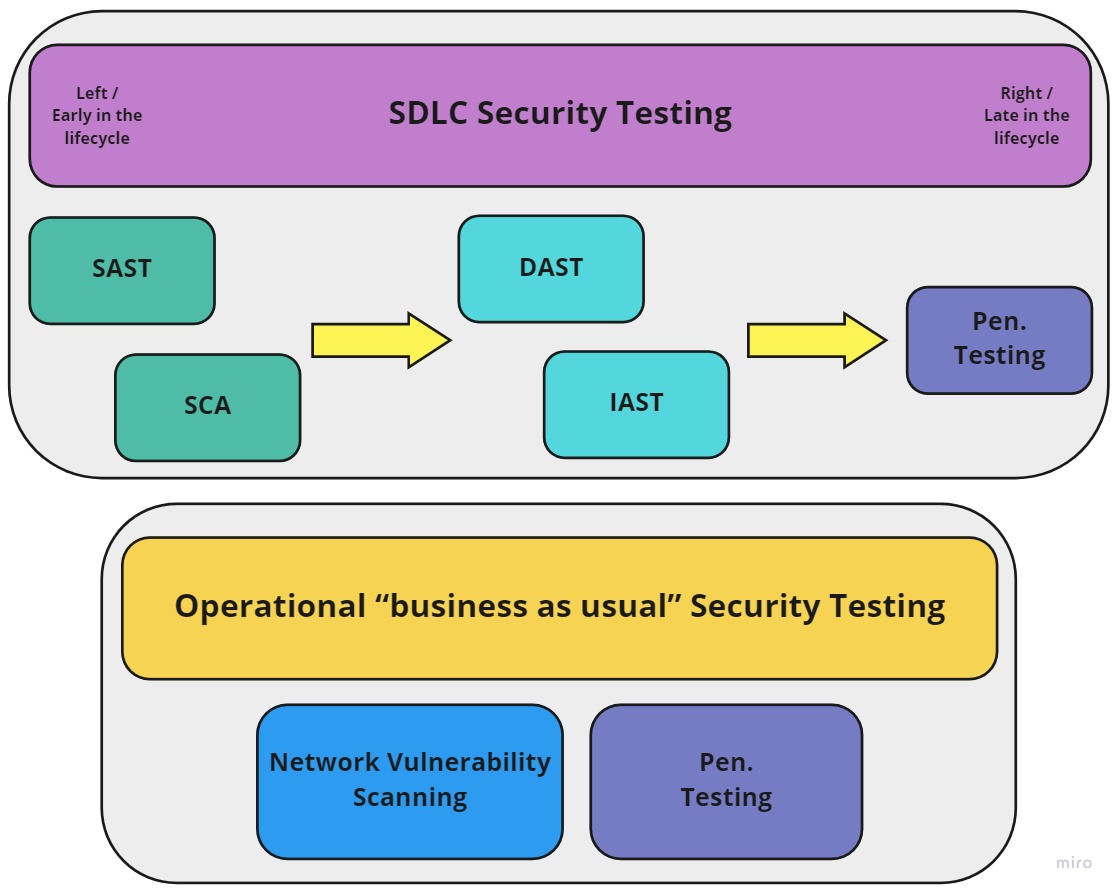 Left /
Early in the
lifecycle
SDLC Security Testing
Right /
Late in the
lifecycle
SAST
SCA
DAST
IAST
Pen.
Testing
Operational “business as usual” Security Testing
Network Vulnerability
Scanning
Pen.
Testing
miro